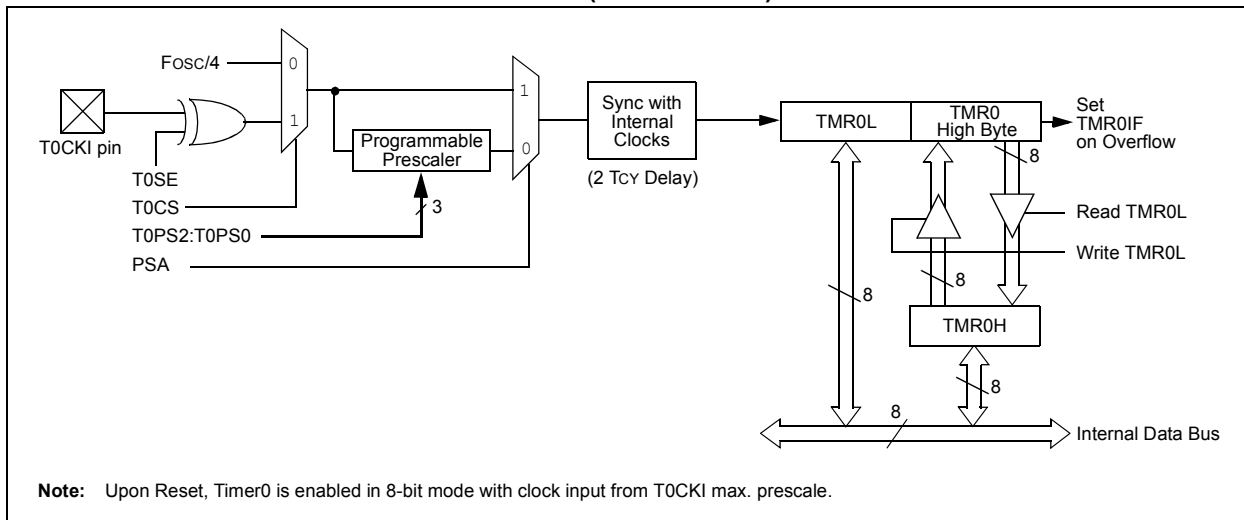 Fosc/4
0
1
T0CKI pin
T0SE
T0CS
T0PS2:T0PS0
PSA
Programmable
Prescaler
3
1
0
Sync with
Internal
Clocks
(2 TCY Delay)
TMR0L
TMR0
High Byte
Set
TMR0IF
on Overflow
8
Read TMR0L
Write TMR0L
8
8
TMR0H
8
8
Internal Data Bus
Note: Upon Reset, Timer0 is enabled in 8-bit mode with clock input from T0CKI max. prescale.